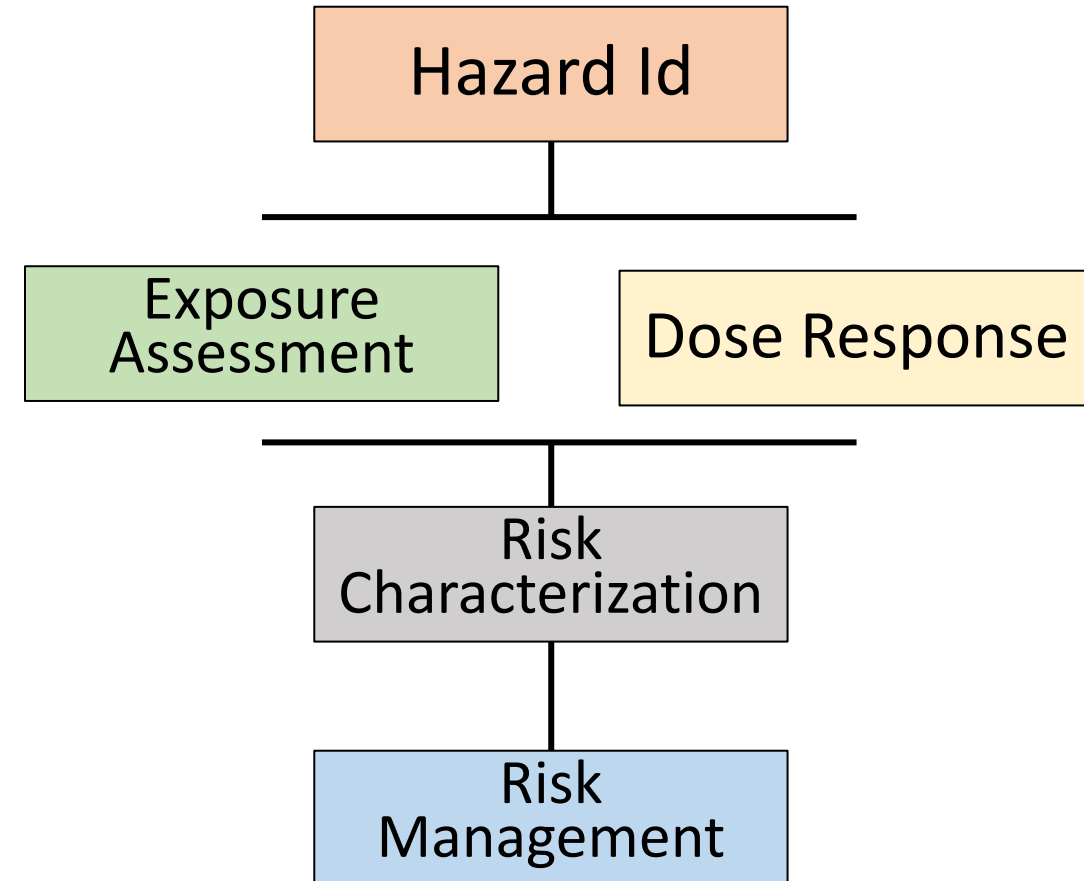 Hazard Id
Exposure
Assessment
Dose Response
Risk
Characterization
Risk
Management